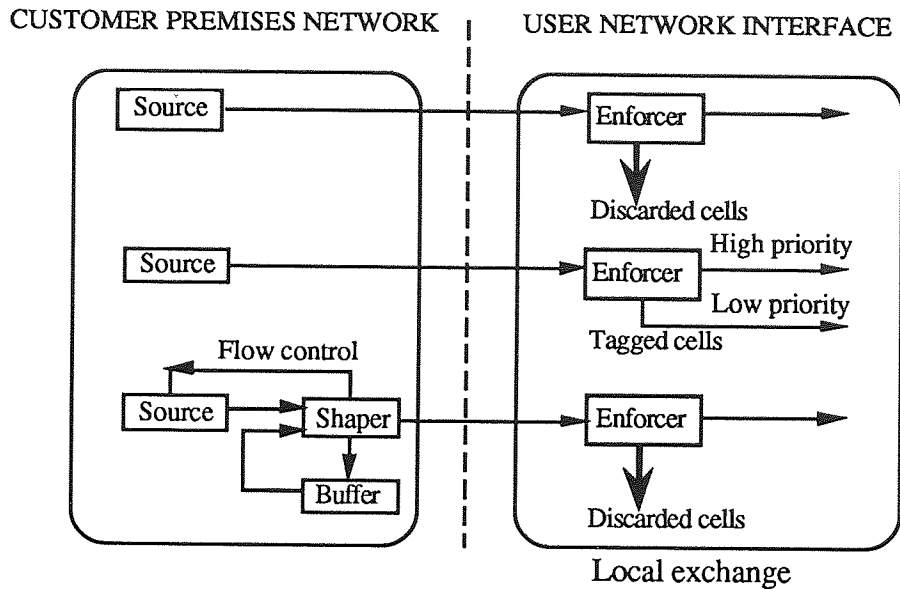 CUSTOMER PREMISES NETWORK
USER NETWORK INTERFACE
Source
Enforcer
Discarded cells
Source
Enforcer
High priority
Low priority
Tagged cells
Flow control
Source
Shaper
Buffer
Enforcer
Discarded cells
Local exchange